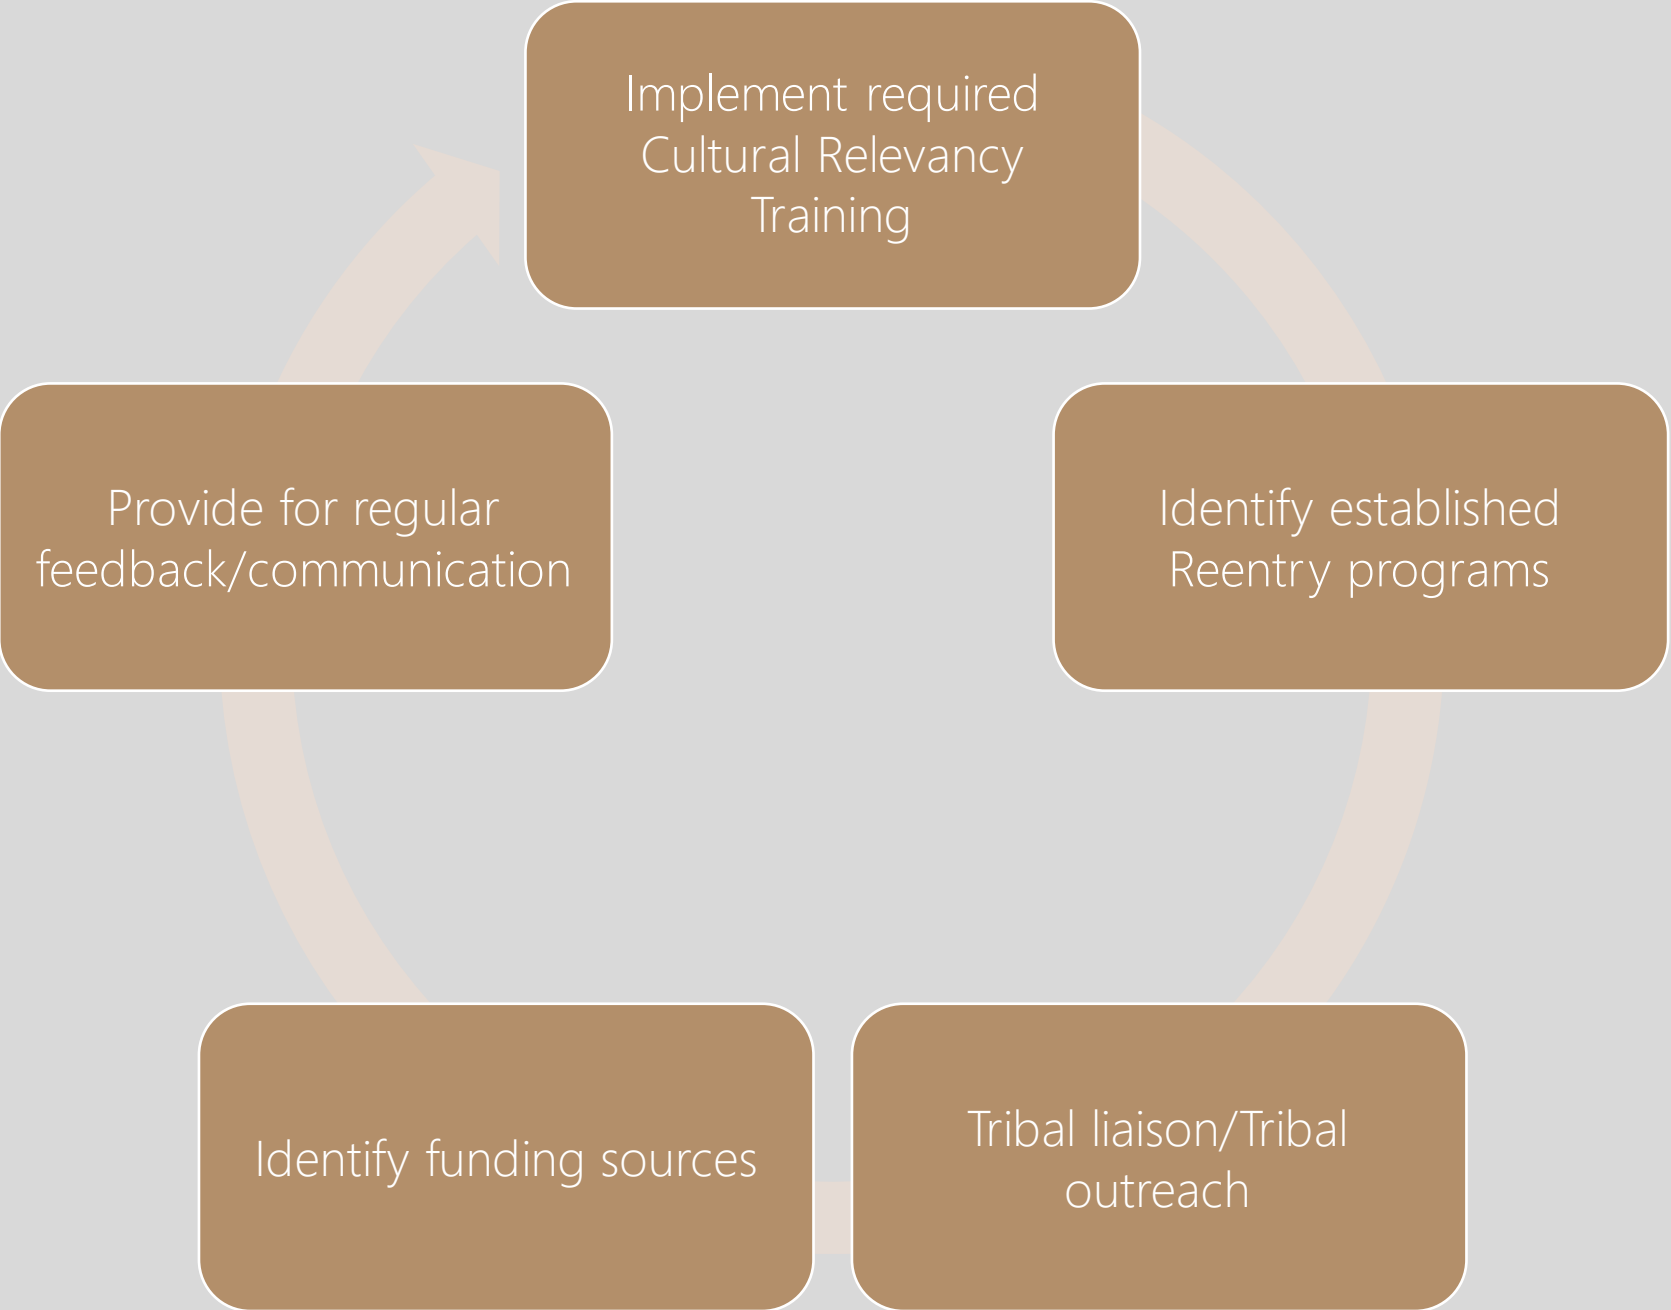 Implement required
Cultural Relevancy
Training
Identify established
Reentry programs
Tribal liaison/Tribal
outreach
Identify funding sources
Provide for regular
feedback/communication